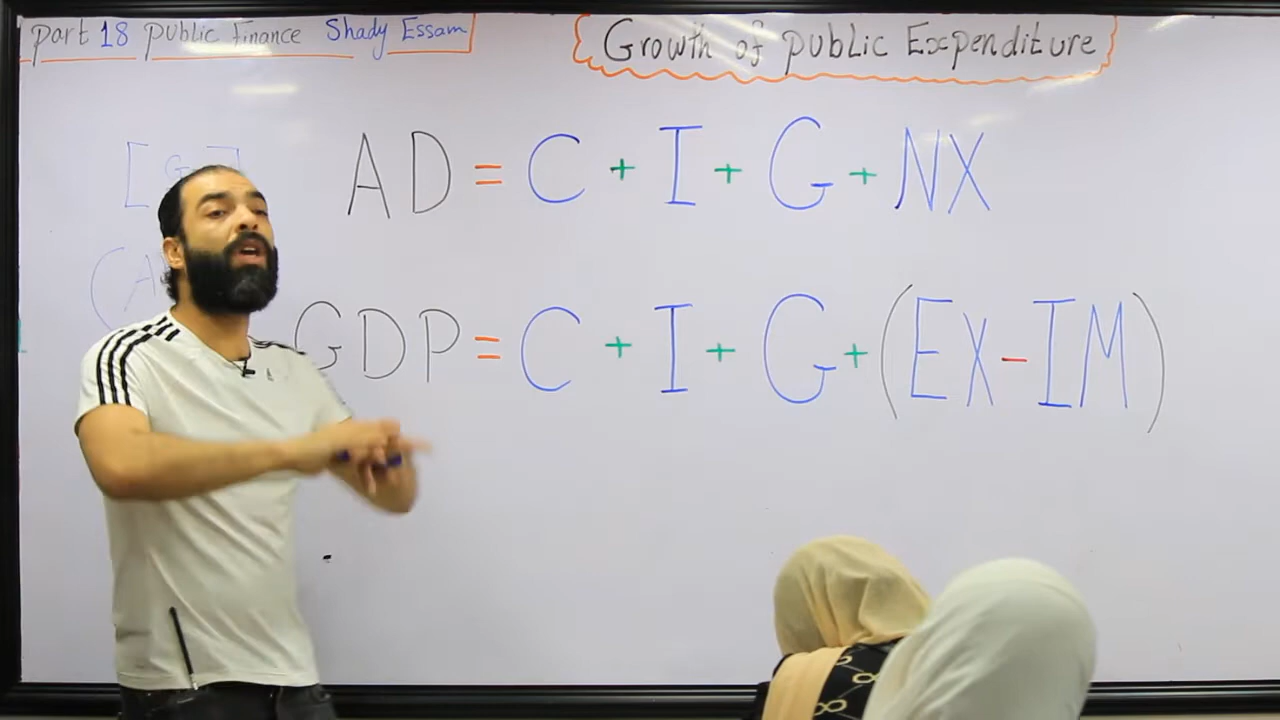 Part 18 public finance Shady Essam
Growth of public Expenditure
AD = C + I + G + NX
GDP = C + I + G + (EX - IM)